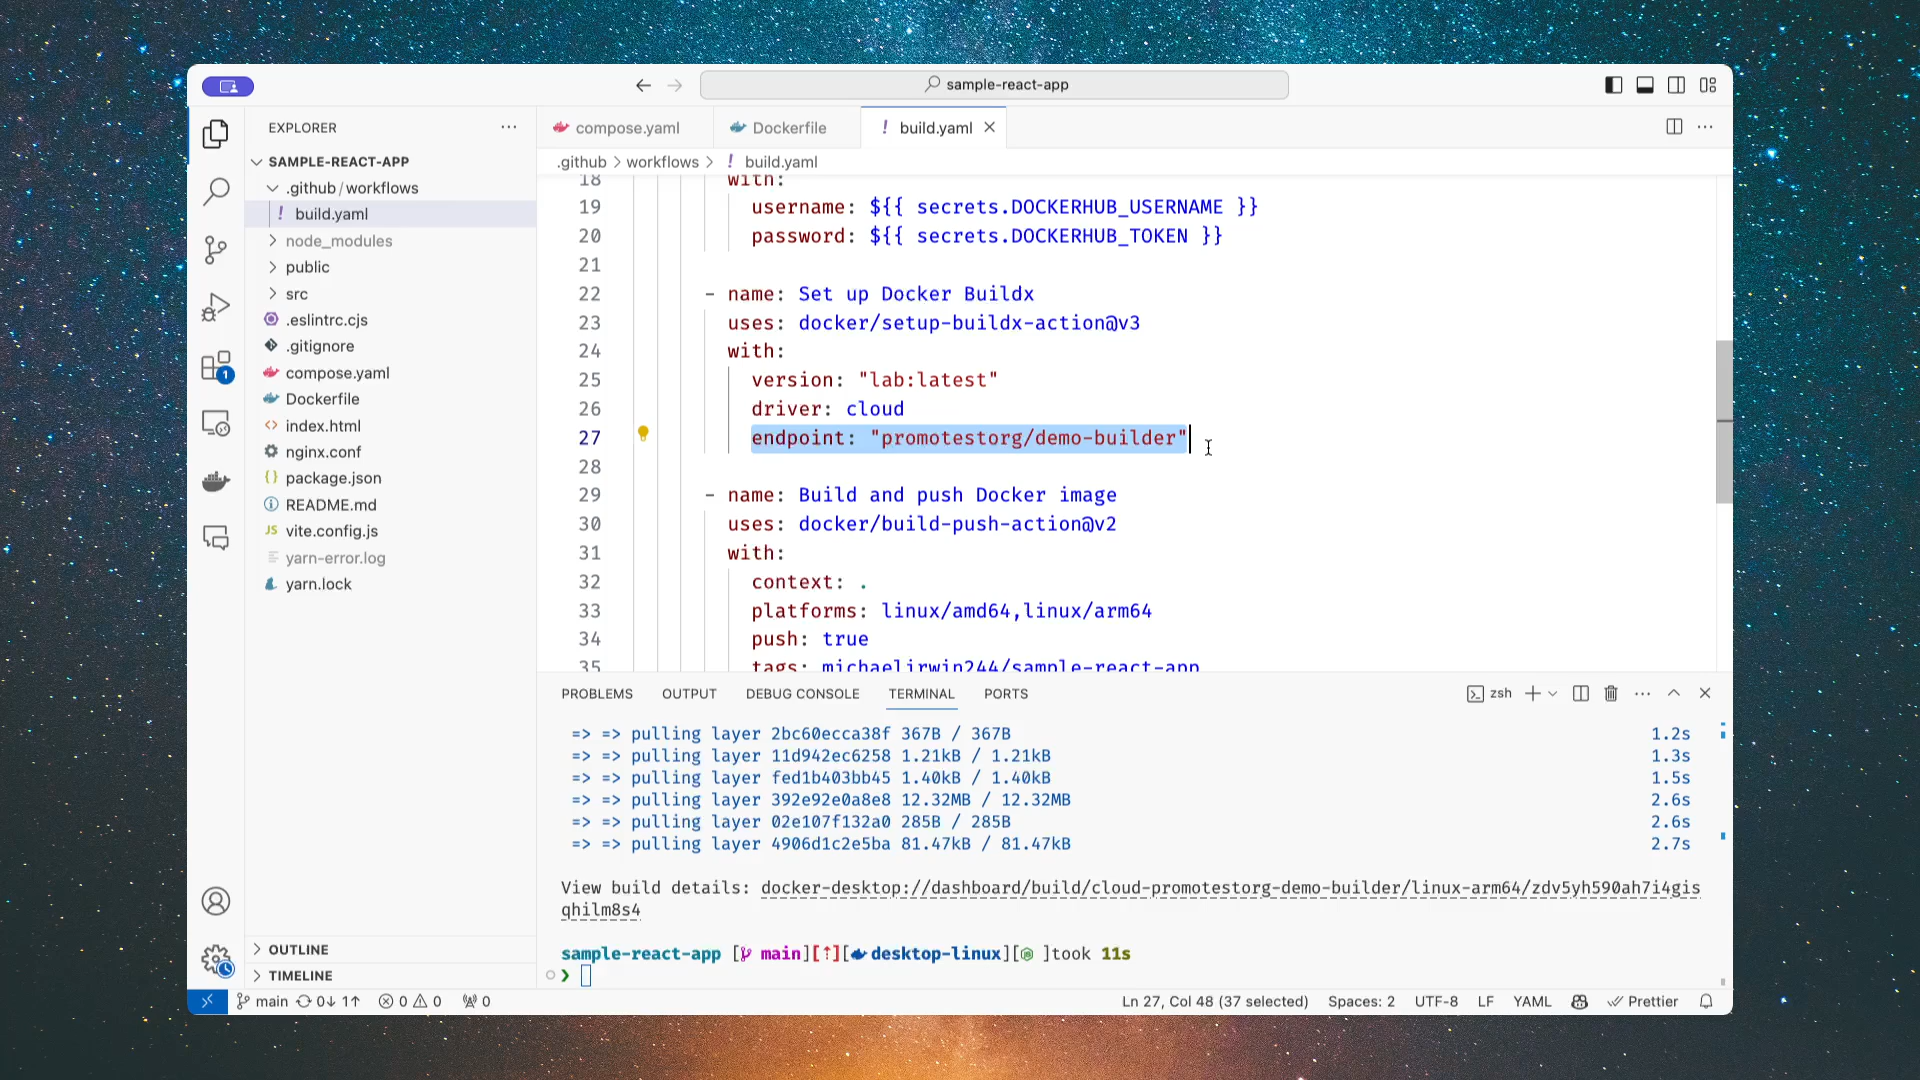 sample-react-app
EXPLORER
SAMPLE-REACT-APP
.github/workflows
! build.yaml
node_modules
public
src
.eslintrc.cjs
.gitignore
compose.yaml
Dockerfile
index.html
nginx.conf
{} package.json
README.md
JS vite.config.js
yarn-error.log
yarn.lock
OUTLINE
TIMELINE
1
compose.yaml
Dockerfile
! build.yaml
.github > workflows > ! build.yaml
18 with:
19 username: ${{ secrets.DOCKERHUB_USERNAME }}
20 password: ${{ secrets.DOCKERHUB_TOKEN }}
21
22 - name: Set up Docker Buildx
23 uses: docker/setup-buildx-action@v3
24 with:
25 version: "lab:latest"
26 driver: cloud
27 endpoint: "promotestorg/demo-builder"
28
29 - name: Build and push Docker image
30 uses: docker/build-push-action@v2
31 with:
32 context: .
33 platforms: linux/amd64,linux/arm64
34 push: true
35 tags: michaelirwin244/sample-react-app
PROBLEMS OUTPUT DEBUG CONSOLE TERMINAL PORTS zsh
=> => pulling layer 2bc60ecca38f 367B / 367B 1.2s
=> => pulling layer 11d942ec6258 1.21kB / 1.21kB 1.3s
=> => pulling layer fed1b403bb45 1.40kB / 1.40kB 1.5s
=> => pulling layer 392e92e0a8e8 12.32MB / 12.32MB 2.6s
=> => pulling layer 02e107f132a0 285B / 285B 2.6s
=> => pulling layer 4906d1c2e5ba 81.47kB / 81.47kB 2.7s
View build details: docker-desktop://dashboard/build/cloud-promotestorg-demo-builder/linux-arm64/zdv5yh590ah7i4gis
qhilm8s4
sample-react-app [main][↑][desktop-linux][]took 11s
❯
main 0↓ 1↑ 0 0 0 Ln 27, Col 48 (37 selected) Spaces: 2 UTF-8 LF YAML Prettier